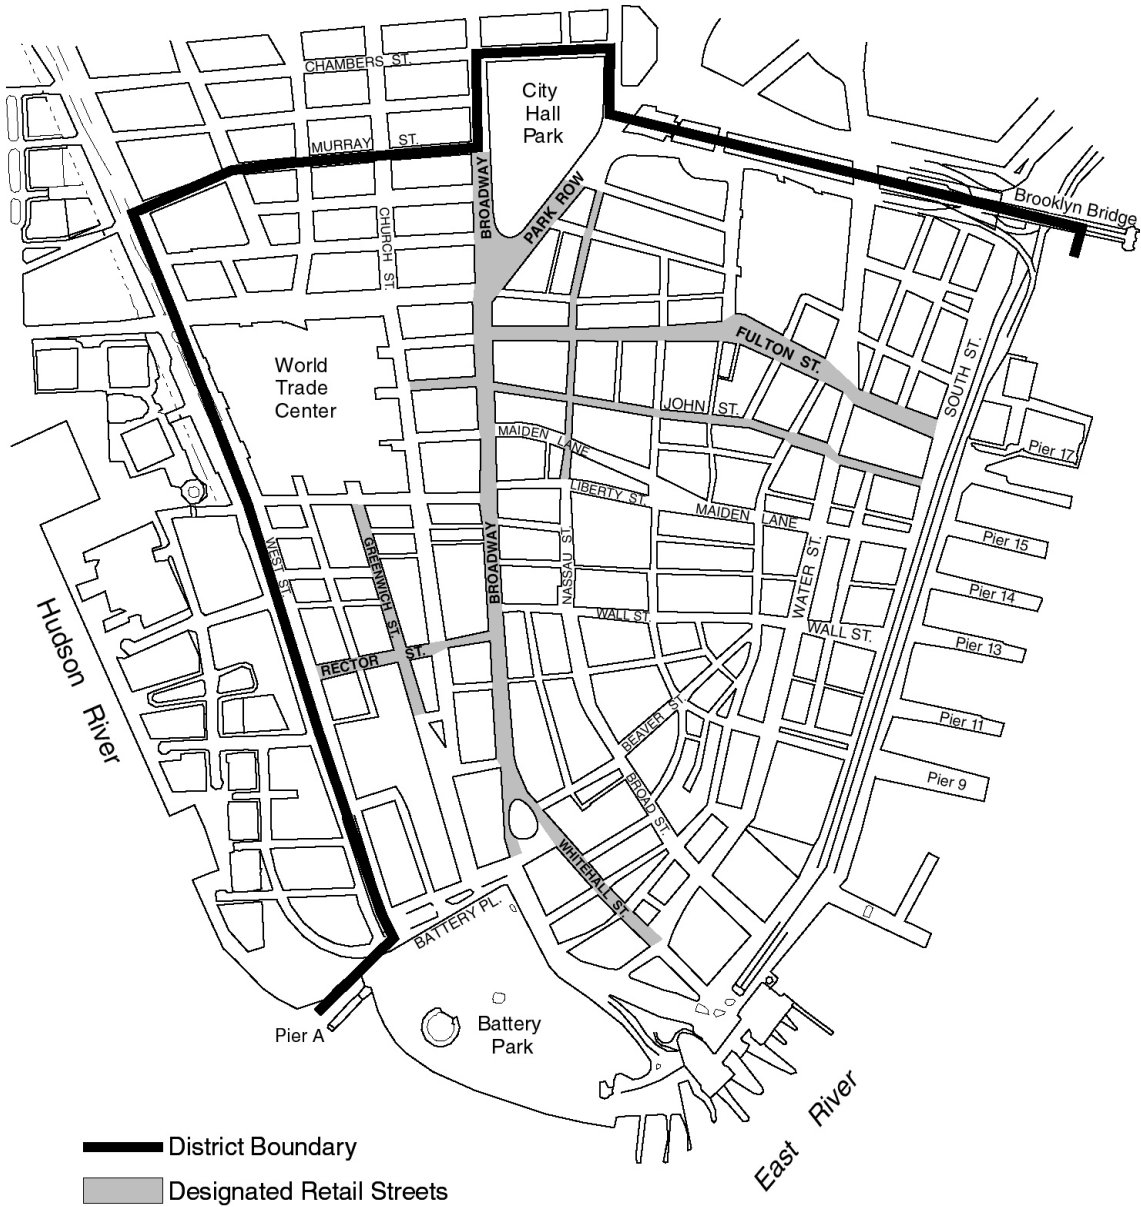 CHAMBERS ST.
City
Hall
Park
MURRAY ST.
BROADWAY
PARK ROW
Brooklyn Bridge
CHURCH ST.
World
Trade
Center
FULTON ST.
SOUTH ST.
JOHN ST.
MAIDEN LANE
Pier 17
LIBERTY ST.
MAIDEN LANE
WEST ST.
GREENWICH ST.
BROADWAY
NASSAU ST.
WATER ST.
Pier 15
Pier 14
WALL ST.
WALL ST.
Pier 13
Hudson River
RECTOR ST.
BEAVER ST.
Pier 11
Pier 9
BROAD ST.
WHITEHALL ST.
BATTERY PL.
Pier A
Battery
Park
East River
District Boundary
Designated Retail Streets